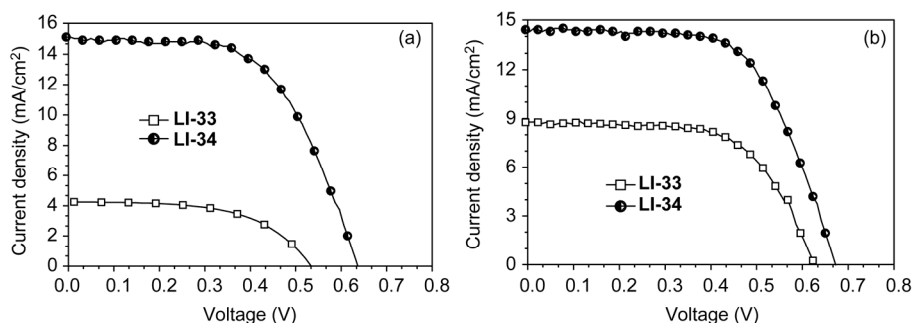 (a)
Current density (mA/cm²)
16
14
12
10
8
6
4
2
0
LI-33
LI-34
0.0 0.1 0.2 0.3 0.4 0.5 0.6 0.7 0.8
Voltage (V)
(b)
Current density (mA/cm²)
15
12
9
6
3
0
LI-33
LI-34
0.0 0.1 0.2 0.3 0.4 0.5 0.6 0.7 0.8
Voltage (V)